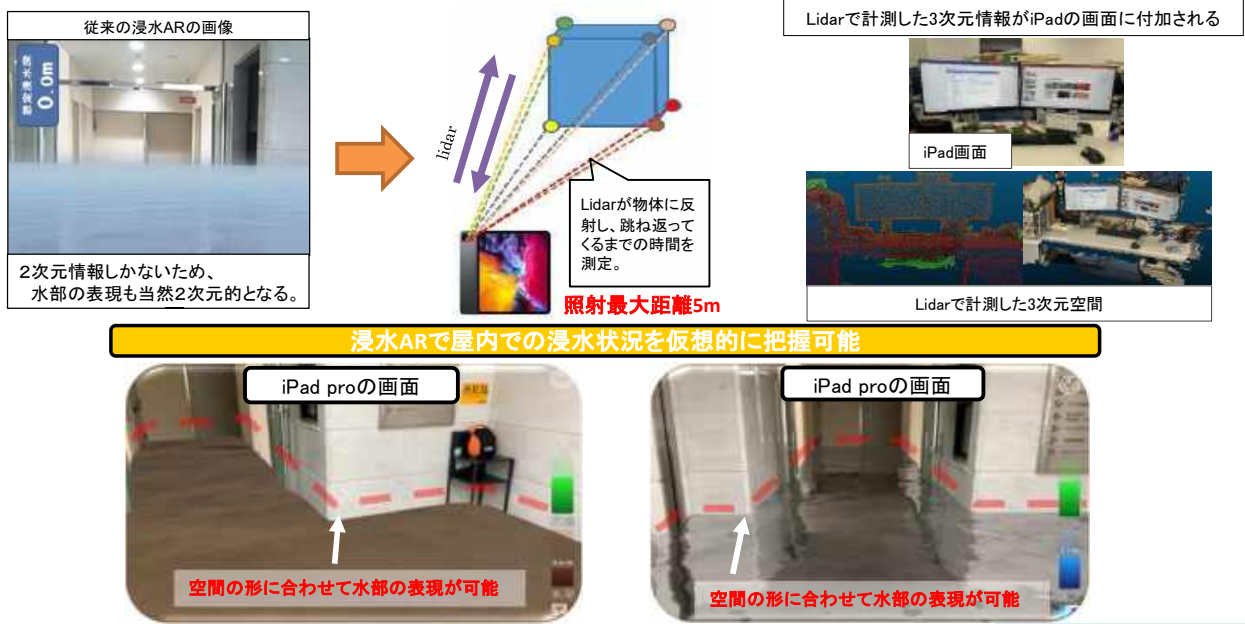 従来の浸水ARの画像
想定浸水深
0.0m
2次元情報しかないため、
水部の表現も当然2次元的となる。
lidar
Lidarが物体に反
射し、跳ね返って
くるまでの時間を
測定。
照射最大距離5m
Lidarで計測した3次元情報がiPadの画面に付加される
iPad画面
Lidarで計測した3次元空間
浸水ARで屋内での浸水状況を仮想的に把握可能
iPad proの画面
空間の形に合わせて水部の表現が可能
iPad proの画面
空間の形に合わせて水部の表現が可能